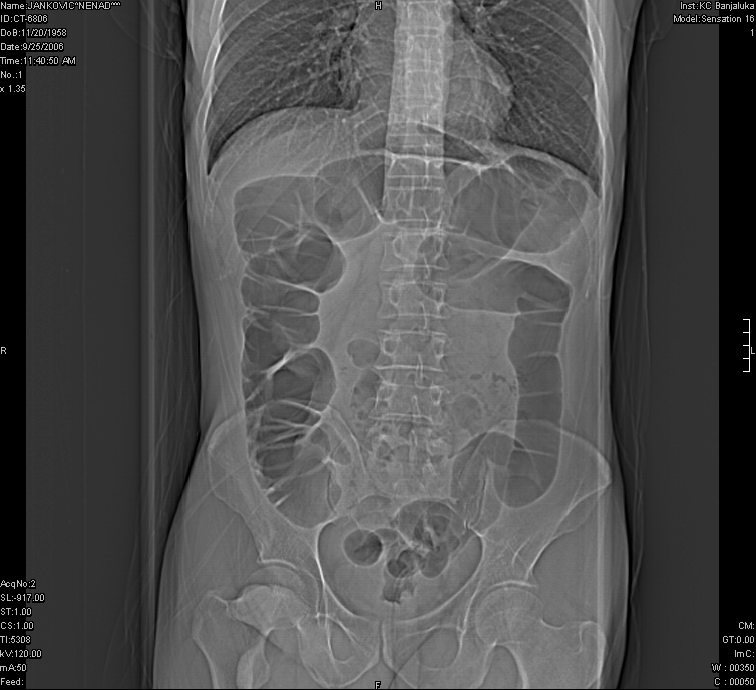 Name:JANKOVIC^NENAD^^^
ID:CT-6806
DoB:11/20/1958
Date:9/25/2006
Time:11:40:50 AM
No.:1
x 1.35
H
Inst:KC Banjaluka
Model:Sensation 16
1
R
L
AcqNo:2
SL:-917.00
ST:1.00
CS:1.00
TI:5308
kV:120.00
mA:50
Feed:
F
CM:
GT:0.00
ImC:
W : 00350
C : 00050